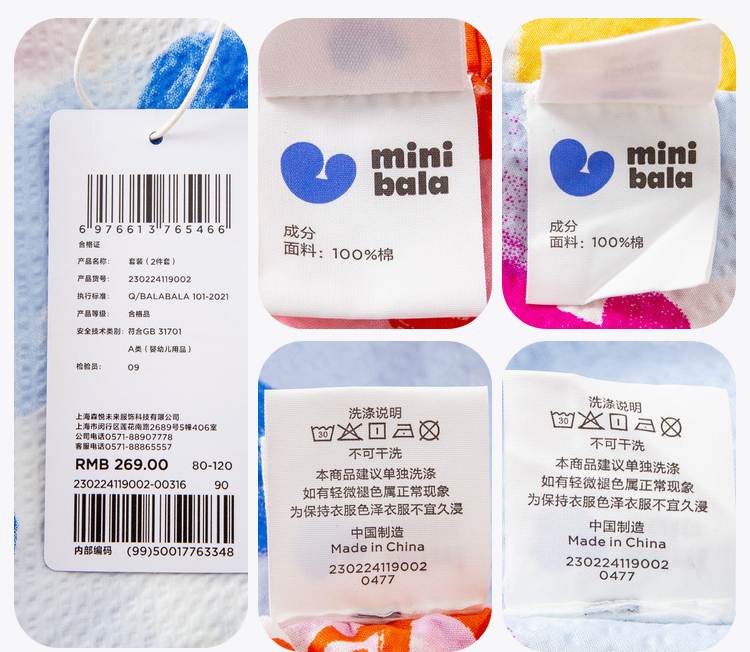 6 976613 765466
合格证
产品名称: 套装(2件套)
产品货号: 230224119002
执行标准: Q/BALABALA 101-2021
产品等级: 合格品
安全技术类别: 符合GB 31701
A类(婴幼儿用品)
检验员: 09
上海森悦未来服饰科技有限公司
上海市闵行区莲花南路2689号5幢406室
公司电话0571-88907778
客服电话0571-88865557
RMB 269.00 80-120
230224119002-00316 90
内部编码 (99)50017763348
mini
bala
成分
面料: 100%棉
mini
bala
成分
面料: 100%棉
洗涤说明
30
不可干洗
本商品建议单独洗涤
如有轻微褪色属正常现象
为保持衣服色泽衣服不宜久浸
中国制造
Made in China
230224119002
0477
洗涤说明
30
不可干洗
本商品建议单独洗涤
如有轻微褪色属正常现象
为保持衣服色泽衣服不宜久浸
中国制造
Made in China
230224119002
0477